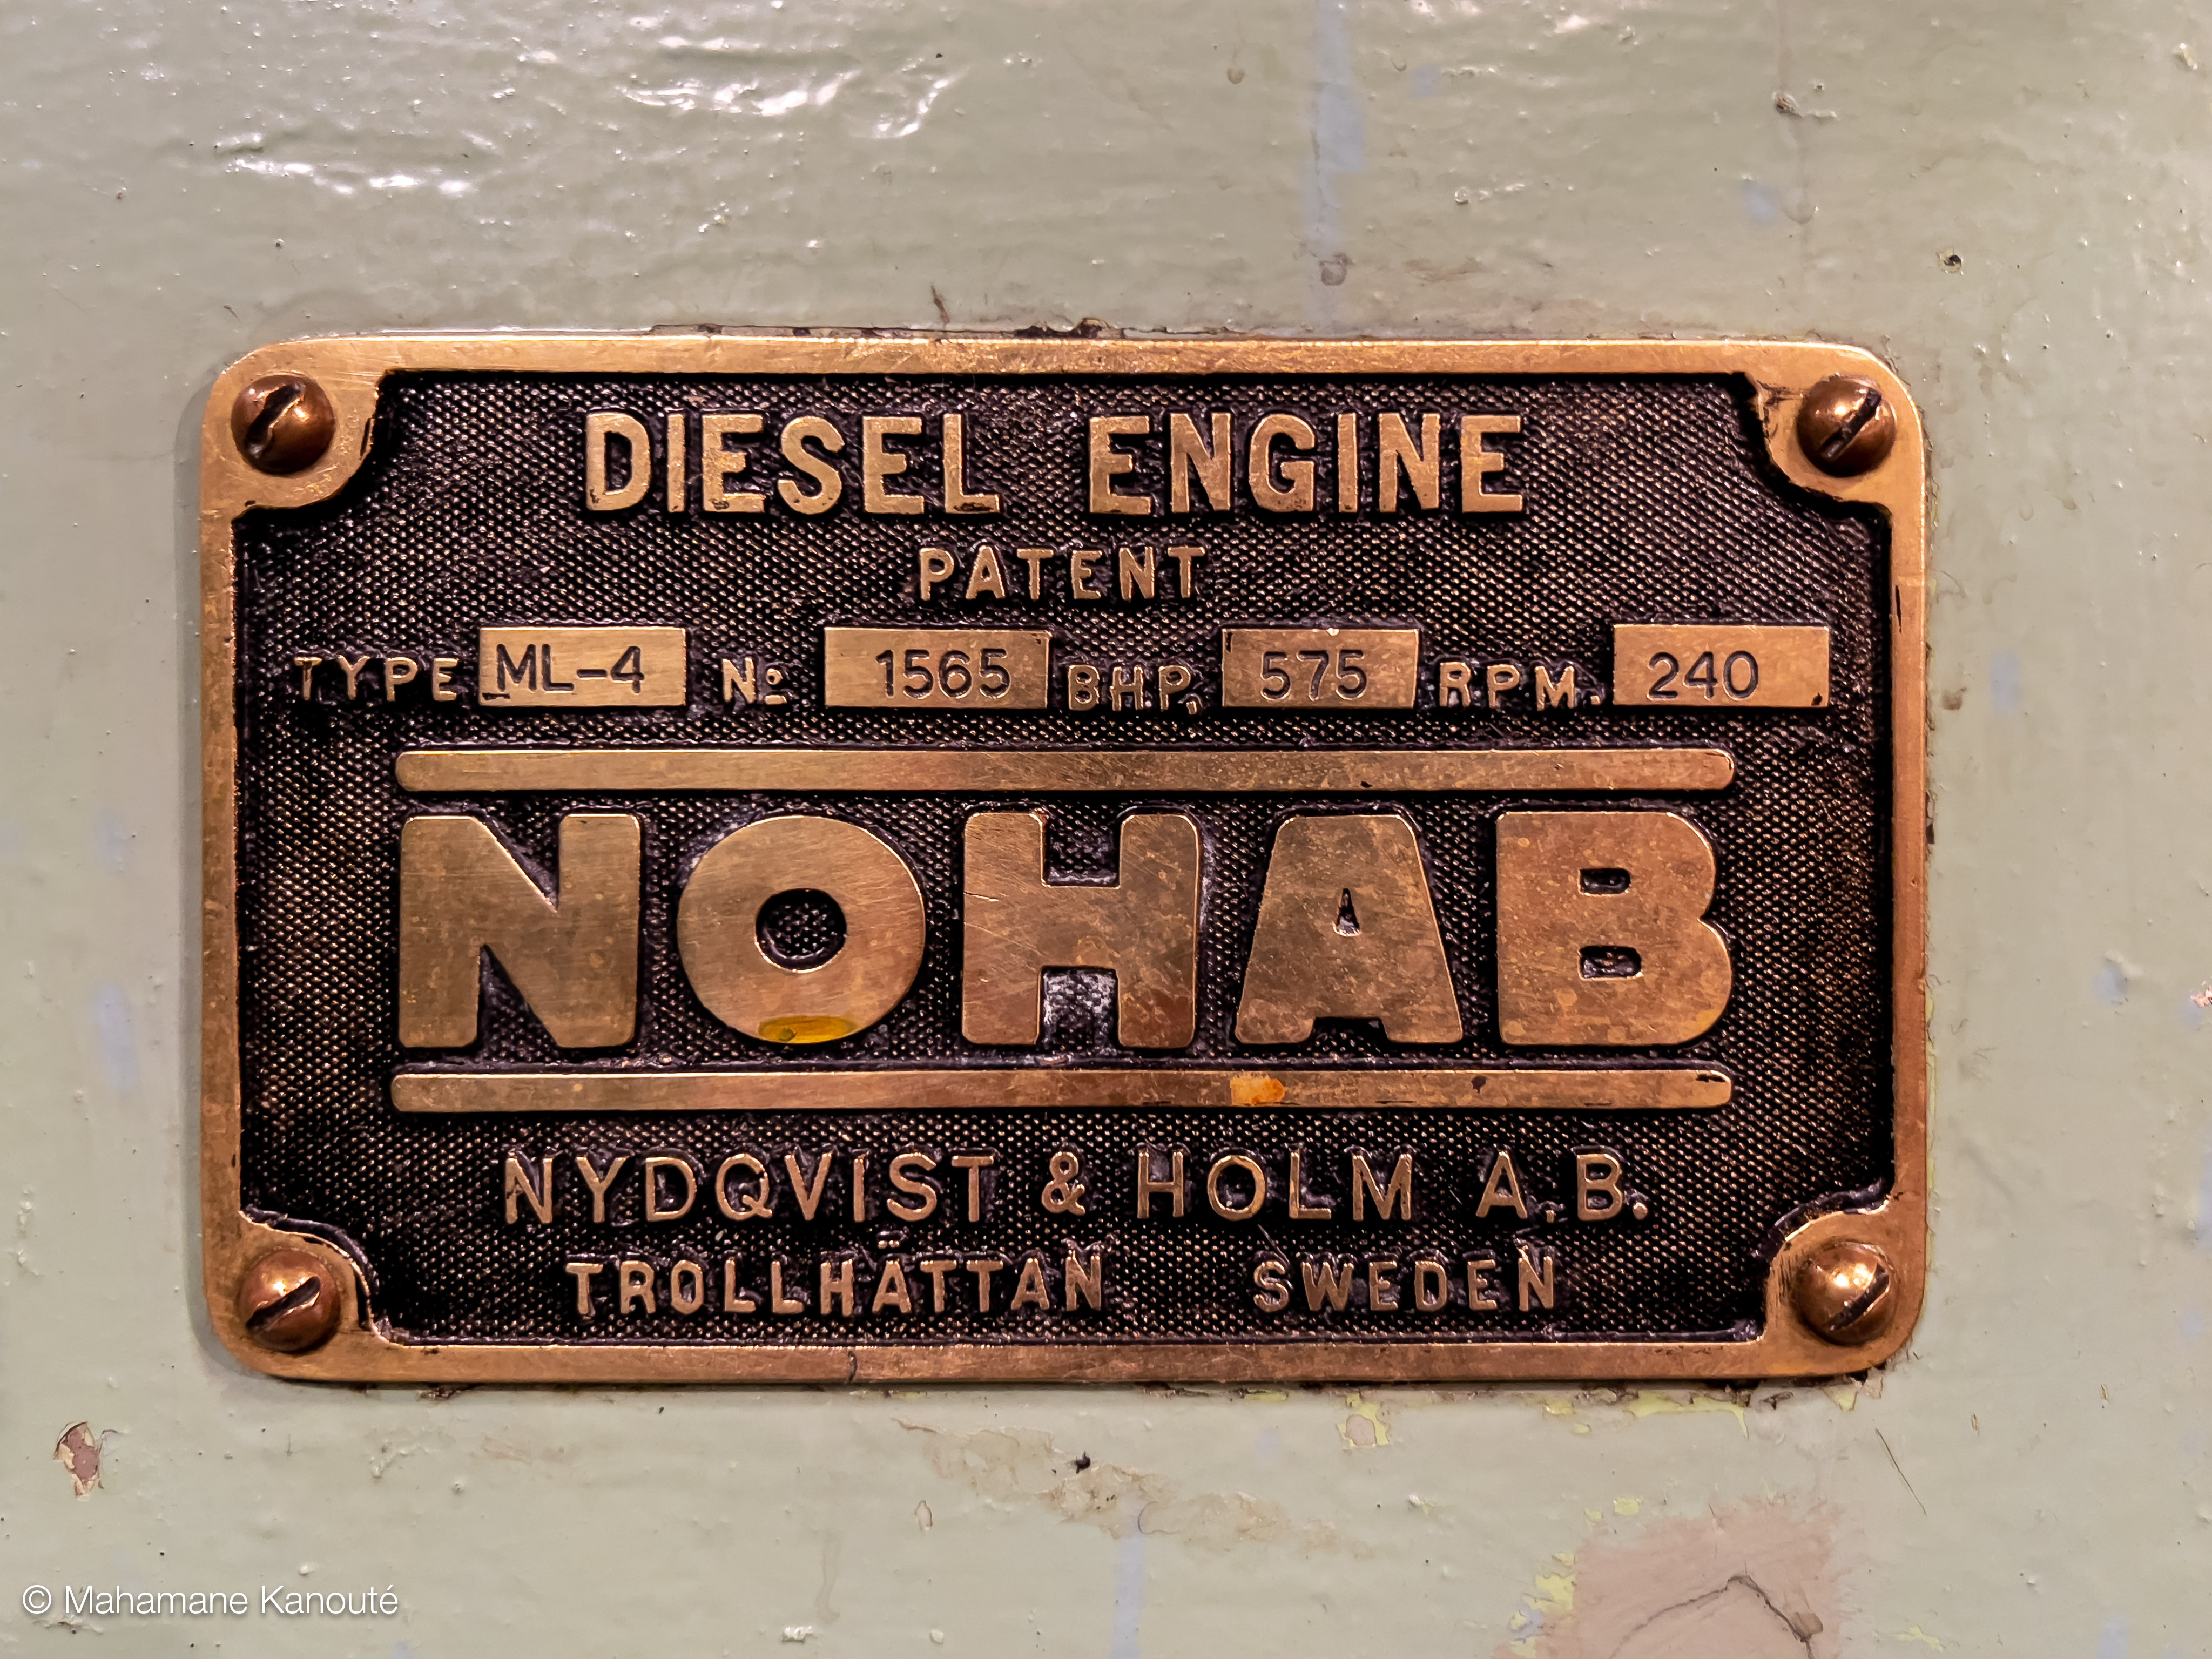 DIESEL ENGINE
PATENT
TYPE ML-4 No 1565 B.H.P. 575 R.P.M. 240
NOHAB
NYDQVIST & HOLM A.B.
TROLLHÄTTAN SWEDEN
© Mahamane Kanouté